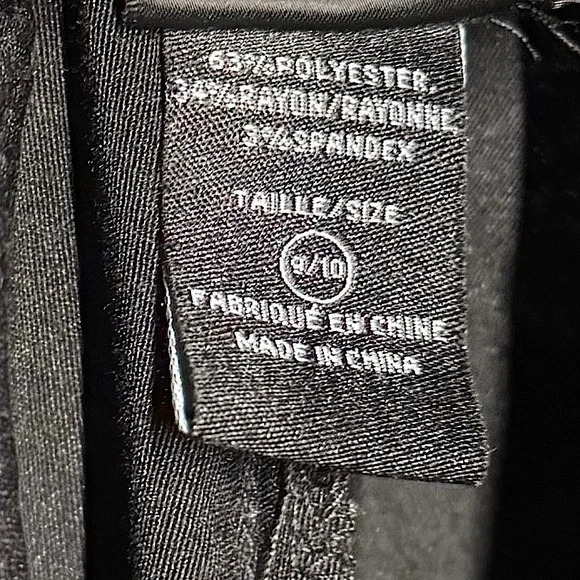 63% POLYESTER,
34% RAYON/RAYONNE
3% SPANDEX
TAILLE/SIZE
9/10
FABRIQUÉ EN CHINE
MADE IN CHINA